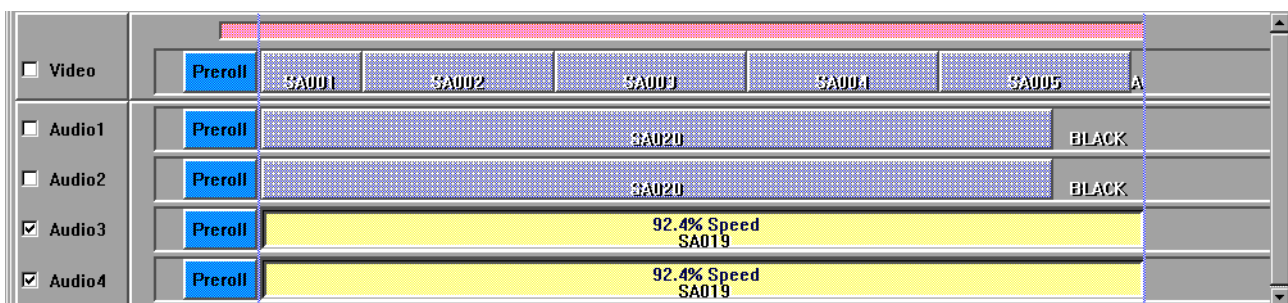 Video Preroll SA001 SA002 SA003 SA004 SA005 A
Audio1 Preroll SA020 BLACK
Audio2 Preroll SA020 BLACK
Audio3 Preroll 92.4% Speed
SA019
Audio4 Preroll 92.4% Speed
SA019